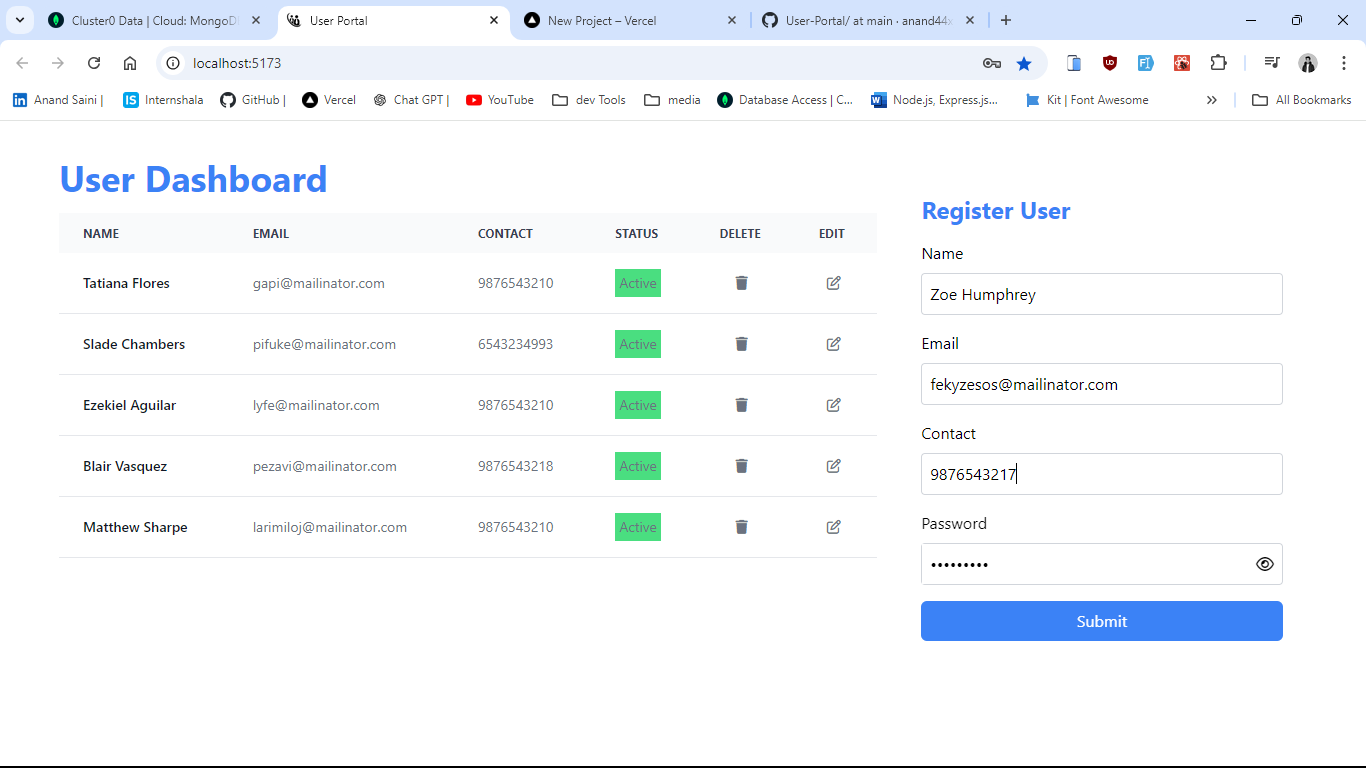 Cluster0 Data | Cloud: MongoD
User Portal
New Project – Vercel
User-Portal/ at main · anand44x
localhost:5173
Anand Saini |
Internshala
GitHub |
Vercel
Chat GPT |
YouTube
dev Tools
media
Database Access | C...
Node.js, Express.js...
Kit | Font Awesome
All Bookmarks
User Dashboard
NAME EMAIL CONTACT STATUS DELETE EDIT
Tatiana Flores gapi@mailinator.com 9876543210 Active
Slade Chambers pifuke@mailinator.com 6543234993 Active
Ezekiel Aguilar lyfe@mailinator.com 9876543210 Active
Blair Vasquez pezavi@mailinator.com 9876543218 Active
Matthew Sharpe larimiloj@mailinator.com 9876543210 Active
Register User
Name
Zoe Humphrey
Email
fekyzesos@mailinator.com
Contact
9876543217
Password
•••••••••
Submit